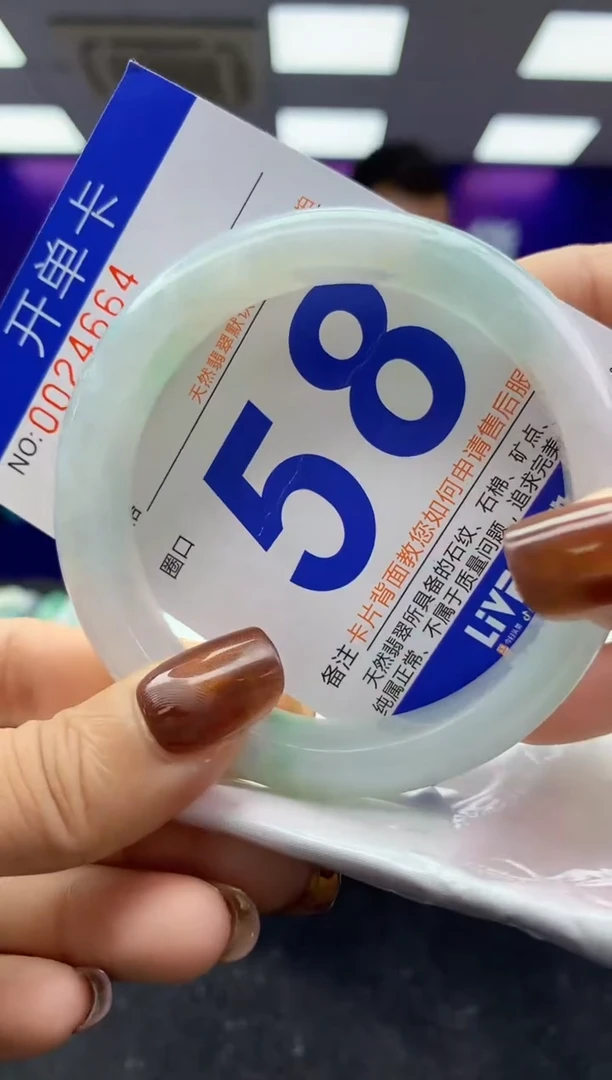 开单卡
NO: 0024664
天然翡翠默认
圈口
58
备注 卡片背面教您如何申请售后服
天然翡翠所具备的石纹、石棉、矿点、
纯属正常、不属于质量问题，追求完美
LIVE